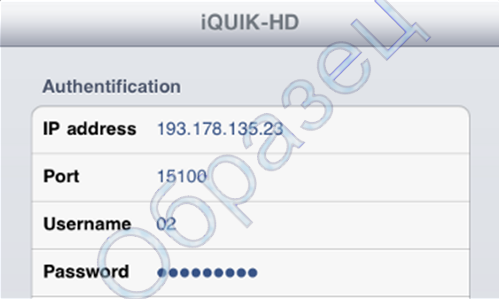 iQUIK-HD
Authentification
IP address 193.178.135.23
Port 15100
Username 02
Password ●●●●●●●●●
Образец